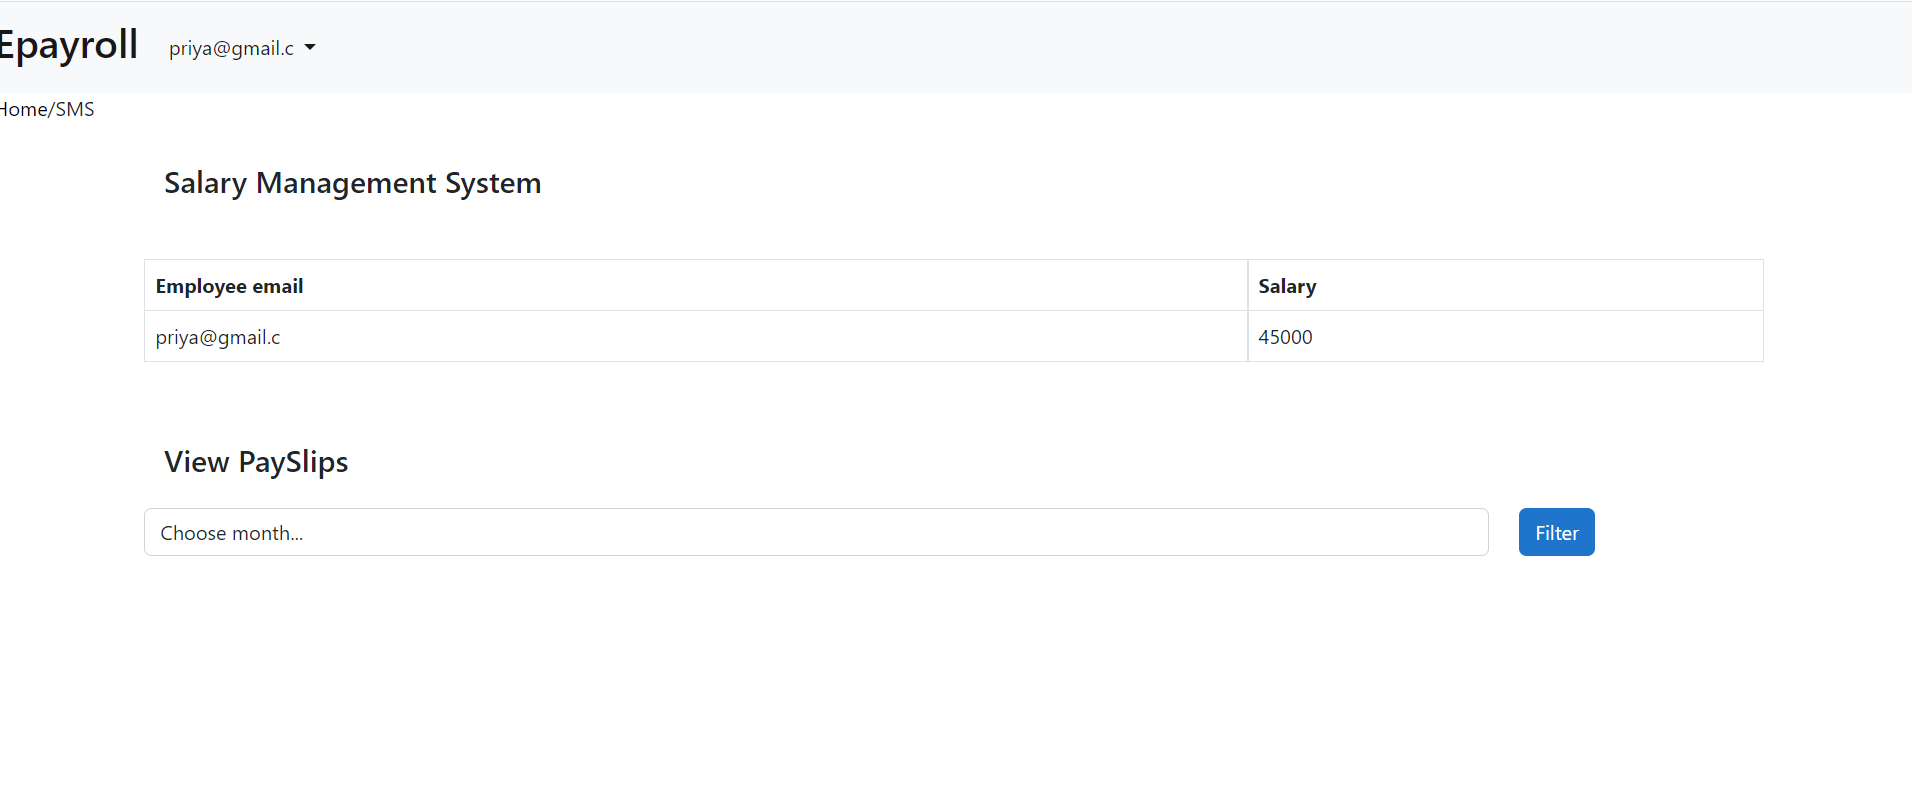 Epayroll priya@gmail.c
Home/SMS
Salary Management System
Employee email Salary
priya@gmail.c 45000
View PaySlips
Choose month... Filter